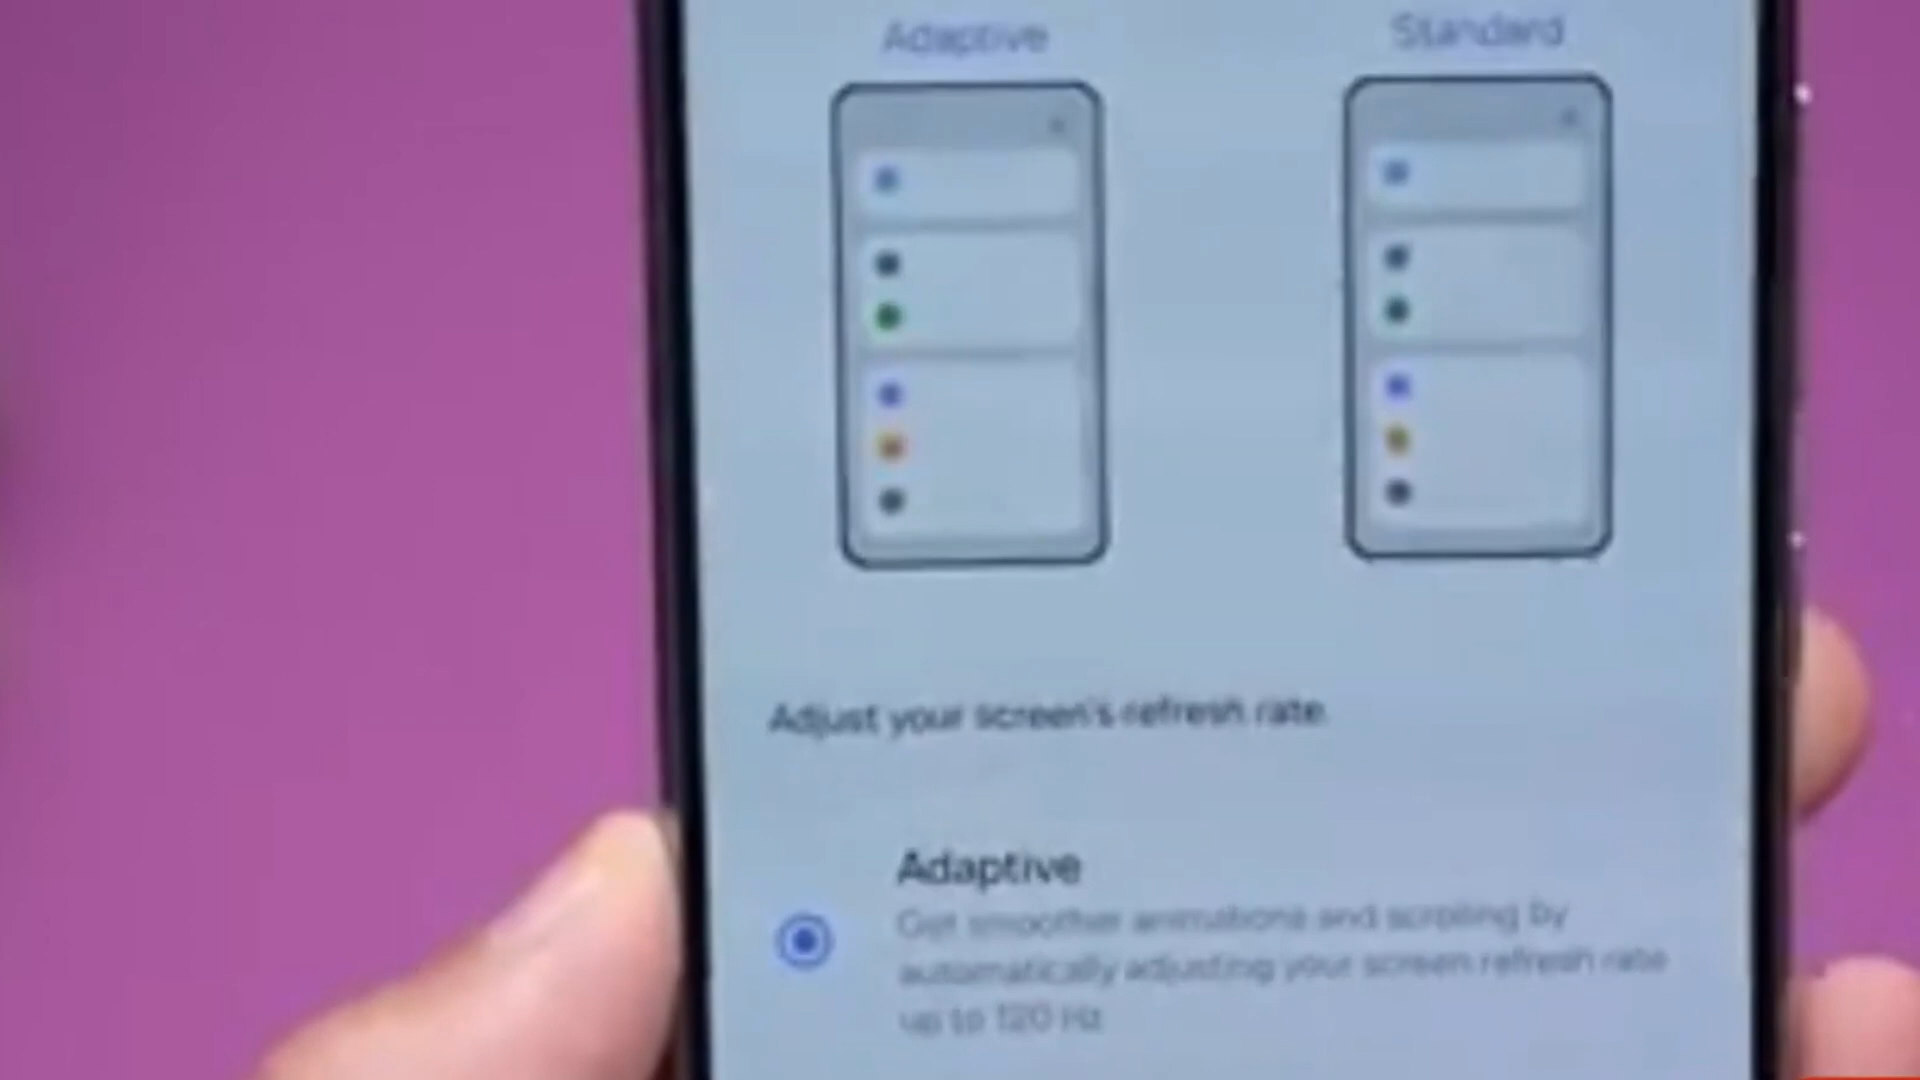 Adaptive
Standard
Adjust your screen's refresh rate.
Adaptive
Get smoother animations and scrolling by
automatically adjusting your screen refresh rate
up to 120 Hz